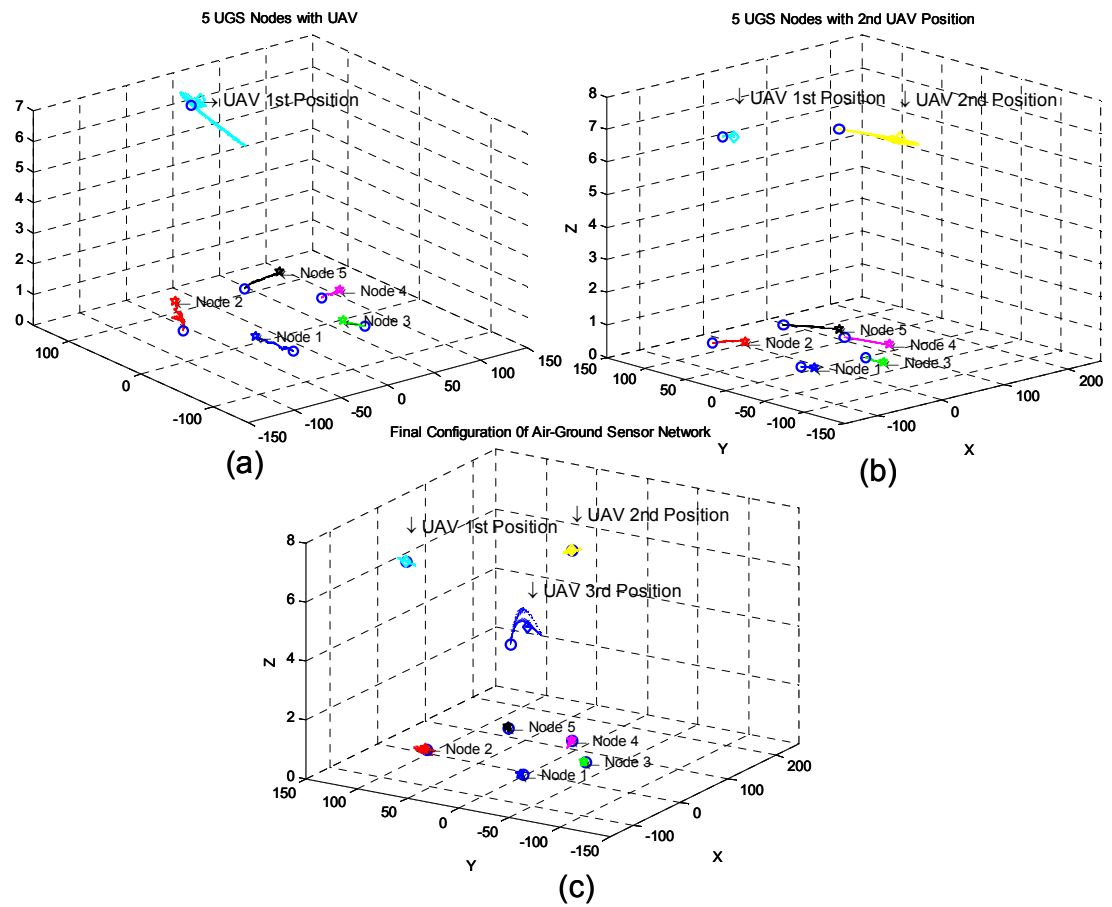 5 UGS Nodes with UAV
→ UAV 1st Position
7
6
5
4
3
2
1
0
100
0
-100
-150
-100
-50
0
50
100
150
Node 5
Node 4
Node 2
Node 3
Node 1
(a)
5 UGS Nodes with 2nd UAV Position
↓ UAV 1st Position
↓ UAV 2nd Position
8
7
6
5
4
3
2
1
0
Z
150
100
50
0
-50
-100
-150
Y
-100
0
100
200
X
Node 5
Node 2
Node 4
Node 3
Node 1
(b)
Final Configuration 0f Air-Ground Sensor Network
↓ UAV 1st Position
↓ UAV 2nd Position
↓ UAV 3rd Position
8
6
4
2
0
Z
150
100
50
0
-50
-100
-150
Y
-100
0
100
200
X
← Node 5
← Node 4
← Node 2
← Node 3
← Node 1
(c)